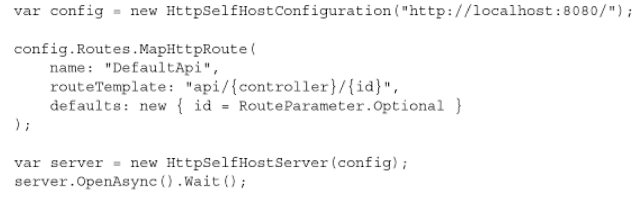 var config = new HttpSelfHostConfiguration("http://localhost:8080/");
config.Routes.MapHttpRoute(
    name: "DefaultApi",
    routeTemplate: "api/{controller}/{id}",
    defaults: new { id = RouteParameter.Optional }
);
var server = new HttpSelfHostServer(config);
server.OpenAsync().Wait();